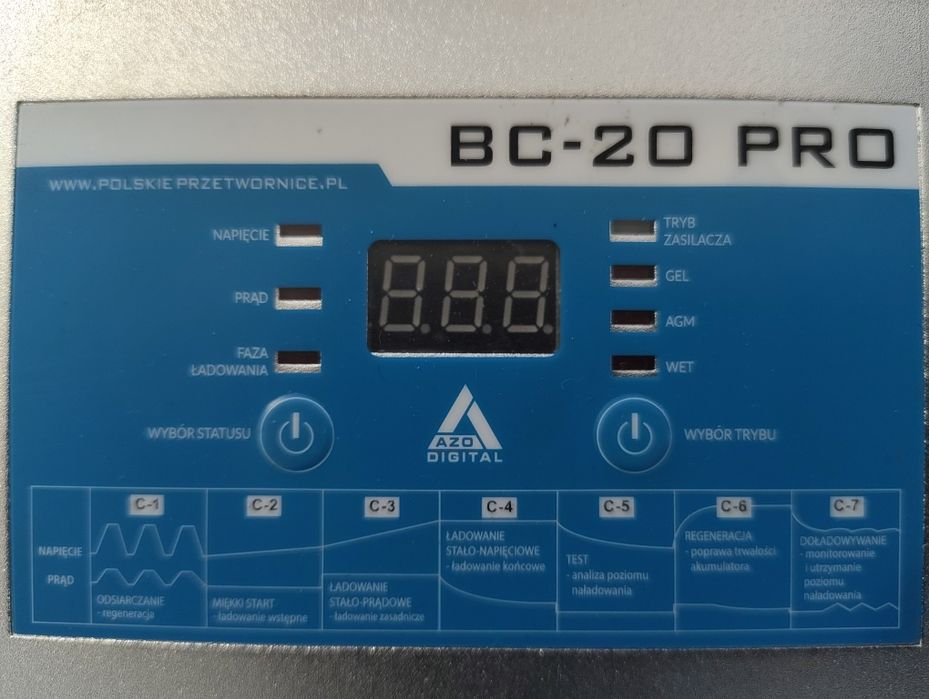 BC-20 PRO
WWW.POLSKIEPRZETWORNICE.PL
NAPIĘCIE
PRĄD
FAZA
ŁADOWANIA
WYBÓR STATUSU
8.8.8.
TRYB
ZASILACZA
GEL
AGM
WET
WYBÓR TRYBU
AZO
DIGITAL
NAPIĘCIE
PRĄD
C-1
ODSIARCZANIE
- regeneracja
C-2
MIĘKKI START
- ładowanie wstępne
C-3
ŁADOWANIE
STAŁO-PRĄDOWE
- ładowanie zasadnicze
C-4
ŁADOWANIE
STAŁO-NAPIĘCIOWE
- ładowanie końcowe
C-5
TEST
- analiza poziomu
naładowania
C-6
REGENERACJA
- poprawa trwałości
akumulatora
C-7
DOŁADOWYWANIE
- monitorowanie
i utrzymanie
poziomu
naładowania